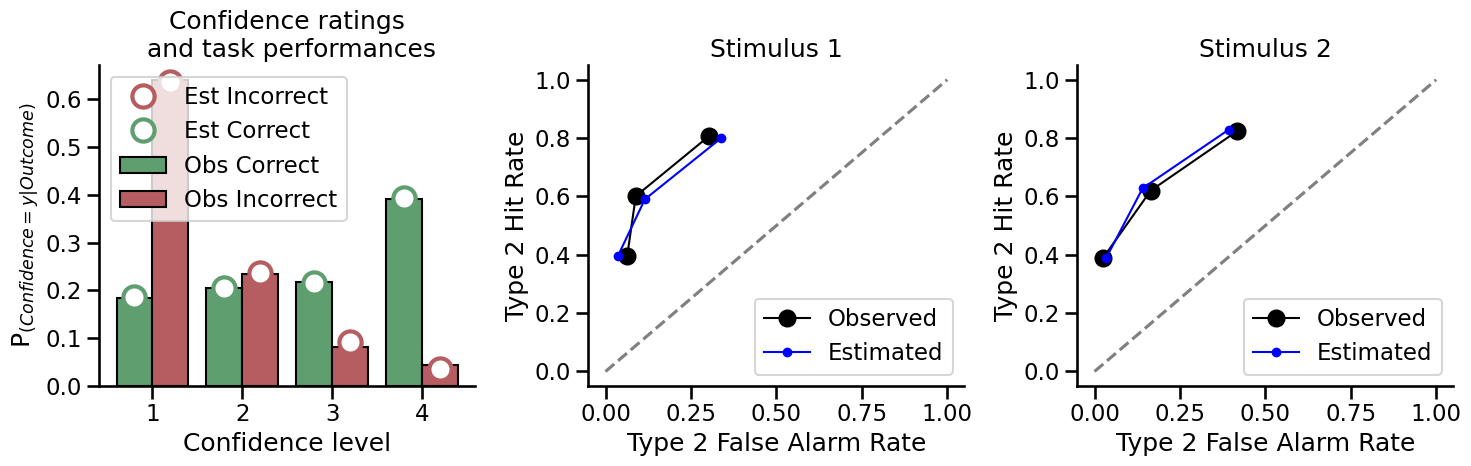 Confidence ratings
and task performances
P(Confidence=y|Outcome)
0.6
0.5
0.4
0.3
0.2
0.1
0.0
Est Incorrect
Est Correct
Obs Correct
Obs Incorrect
1 2 3 4
Confidence level
Stimulus 1
Type 2 Hit Rate
1.0
0.8
0.6
0.4
0.2
0.0
Observed
Estimated
0.00 0.25 0.50 0.75 1.00
Type 2 False Alarm Rate
Stimulus 2
Type 2 Hit Rate
1.0
0.8
0.6
0.4
0.2
0.0
Observed
Estimated
0.00 0.25 0.50 0.75 1.00
Type 2 False Alarm Rate